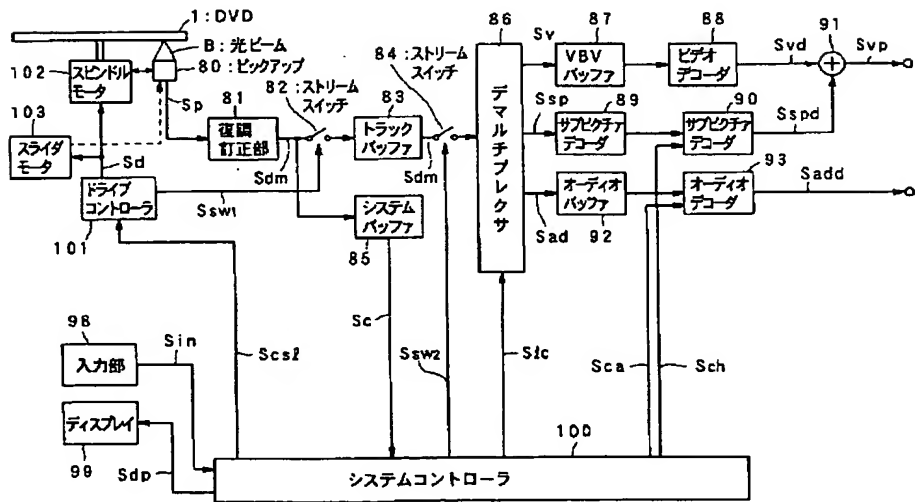 1:DVD
B:光ビーム
102
スピンドル
モータ
80:ピックアップ
Sp
103
スライダ
モータ
Sd
ドライブ
コントローラ
101
Ssw1
81
復調
訂正部
82:ストリーム
スイッチ
Sdm
83
トラック
バッファ
84:ストリーム
スイッチ
Sdm
システム
バッファ
85
86
デマルチプレクサ
Sv
87
VBV
バッファ
88
ビデオ
デコーダ
Svd
91
Svp
Ssp
89
サブピクチャ
デコーダ
90
サブピクチャ
デコーダ
Sspd
Sad
オーディオ
バッファ
92
93
オーディオ
デコーダ
Sadd
98
入力部
Sin
ディスプレイ
99
Sdp
Scsl
Sc
Ssw2
Slc
Sca
Sch
100
システムコントローラ